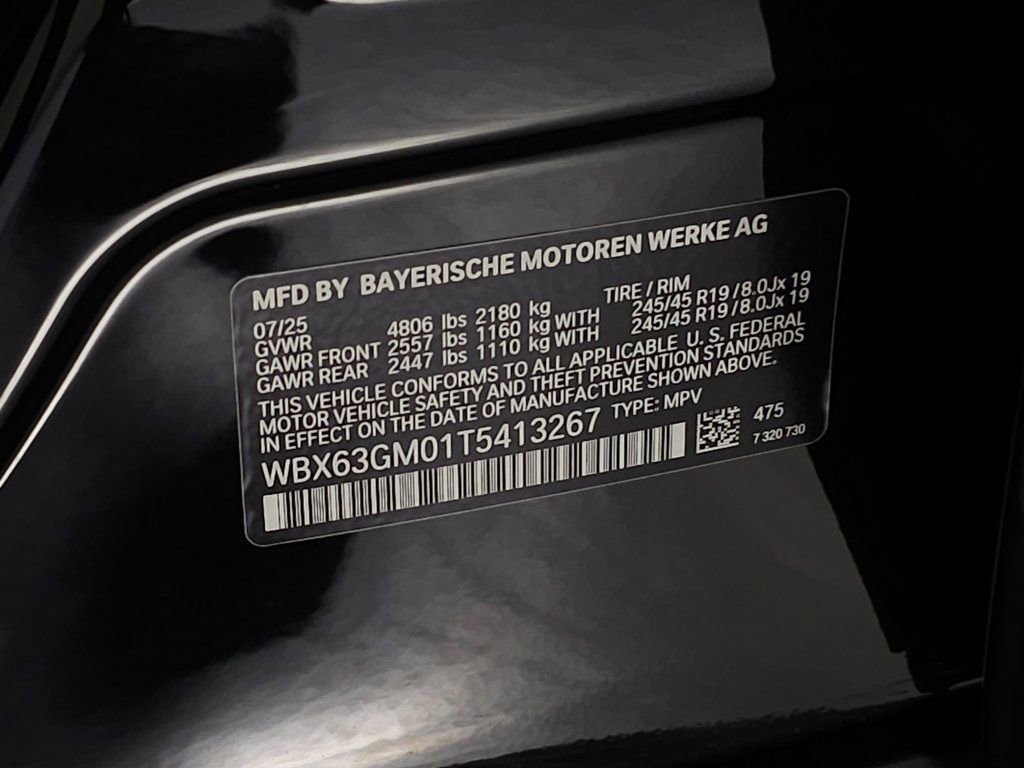 MFD BY BAYERISCHE MOTOREN WERKE AG
07/25 TIRE / RIM
GVWR 4806 lbs 2180 kg
GAWR FRONT 2557 lbs 1160 kg WITH 245/45 R19 / 8.0Jx 19
GAWR REAR 2447 lbs 1110 kg WITH 245/45 R19 / 8.0Jx 19
THIS VEHICLE CONFORMS TO ALL APPLICABLE U. S. FEDERAL
MOTOR VEHICLE SAFETY AND THEFT PREVENTION STANDARDS
IN EFFECT ON THE DATE OF MANUFACTURE SHOWN ABOVE.
WBX63GM01T5413267 TYPE: MPV
475
7 320 730